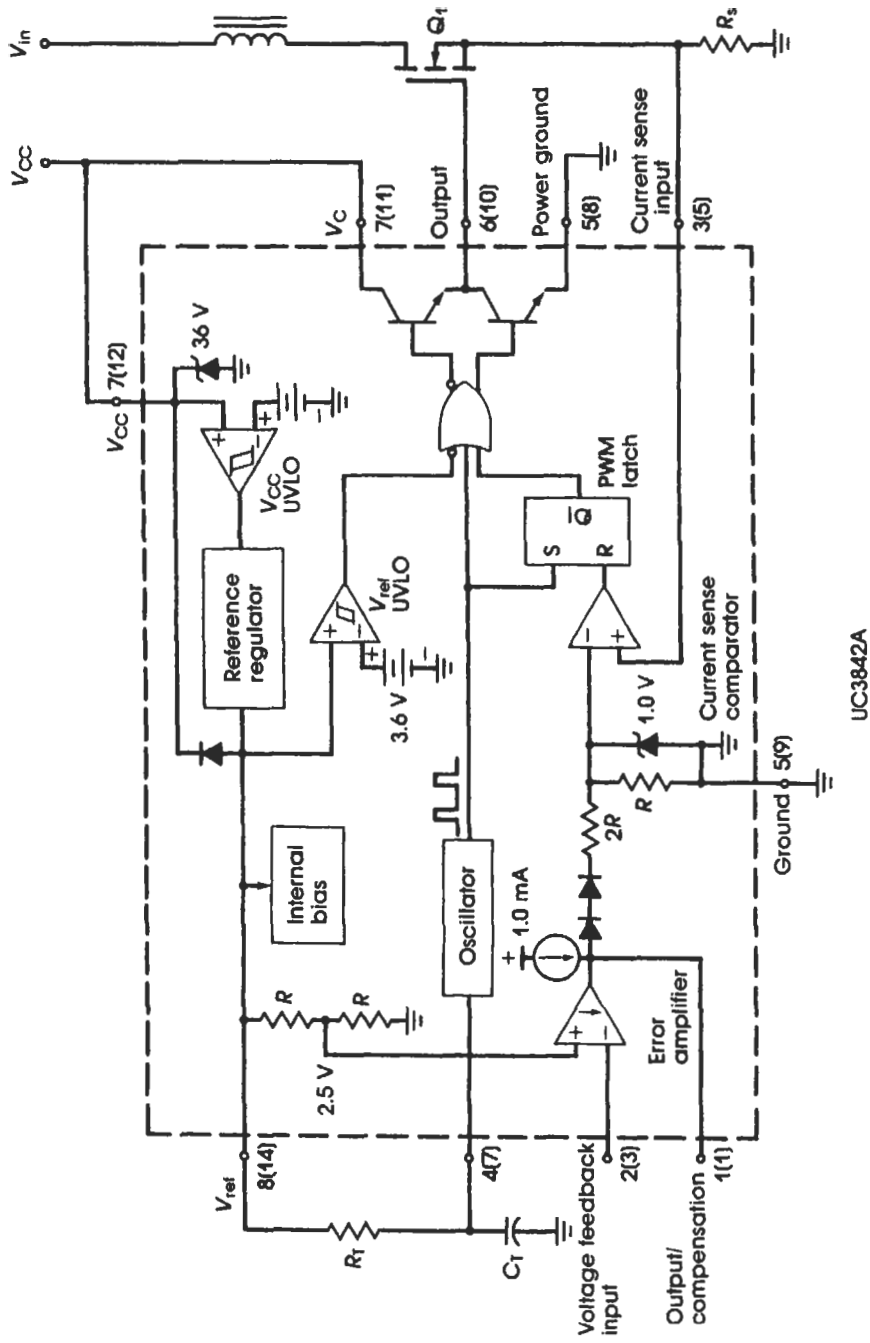 Vin
VCC
VC
7(11)
Output
6(10)
Power ground
5(8)
Current sense
input
3(5)
Q1
RS
VCC
7(12)
36 V
+
−
+
−
VCC
UVLO
Reference
regulator
+
−
+
−
Vref
UVLO
3.6 V
Internal
bias
R
R
2.5 V
Vref
8(14)
RT
CT
4(7)
Oscillator
S
R
Q
PWM
latch
−
+
Current sense
comparator
1.0 V
R
2R
1.0 mA
+
+
−
Error
amplifier
Voltage feedback
input
2(3)
Output/
compensation
1(1)
Ground
5(9)
UC3842A